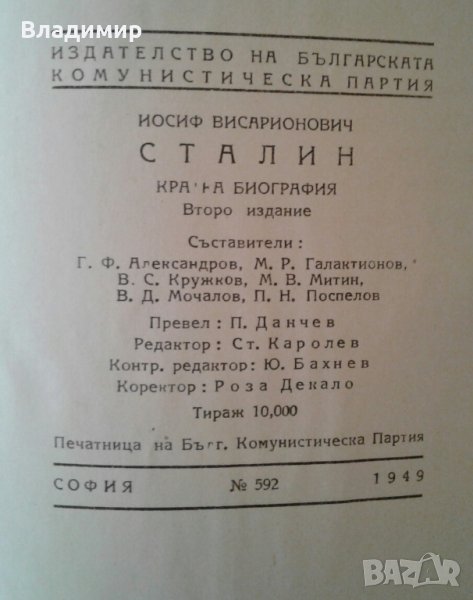 Владимир
ИЗДАТЕЛСТВО НА БЪЛГАРСКАТА
КОМУНИСТИЧЕСКА ПАРТИЯ
ИОСИФ ВИСАРИОНОВИЧ
СТАЛИН
КРАТКА БИОГРАФИЯ
Второ издание
Съставители:
Г. Ф. Александров, М. Р. Галактионов,
В. С. Кружков, М. В. Митин,
В. Д. Мочалов, П. Н. Поспелов
Превел: П. Данчев
Редактор: Ст. Каролев
Контр. редактор: Ю. Бахнев
Коректор: Роза Декало
Тираж 10,000
Печатница на Бълг. Комунистическа Партия
СОФИЯ № 592 1949
BAZAR